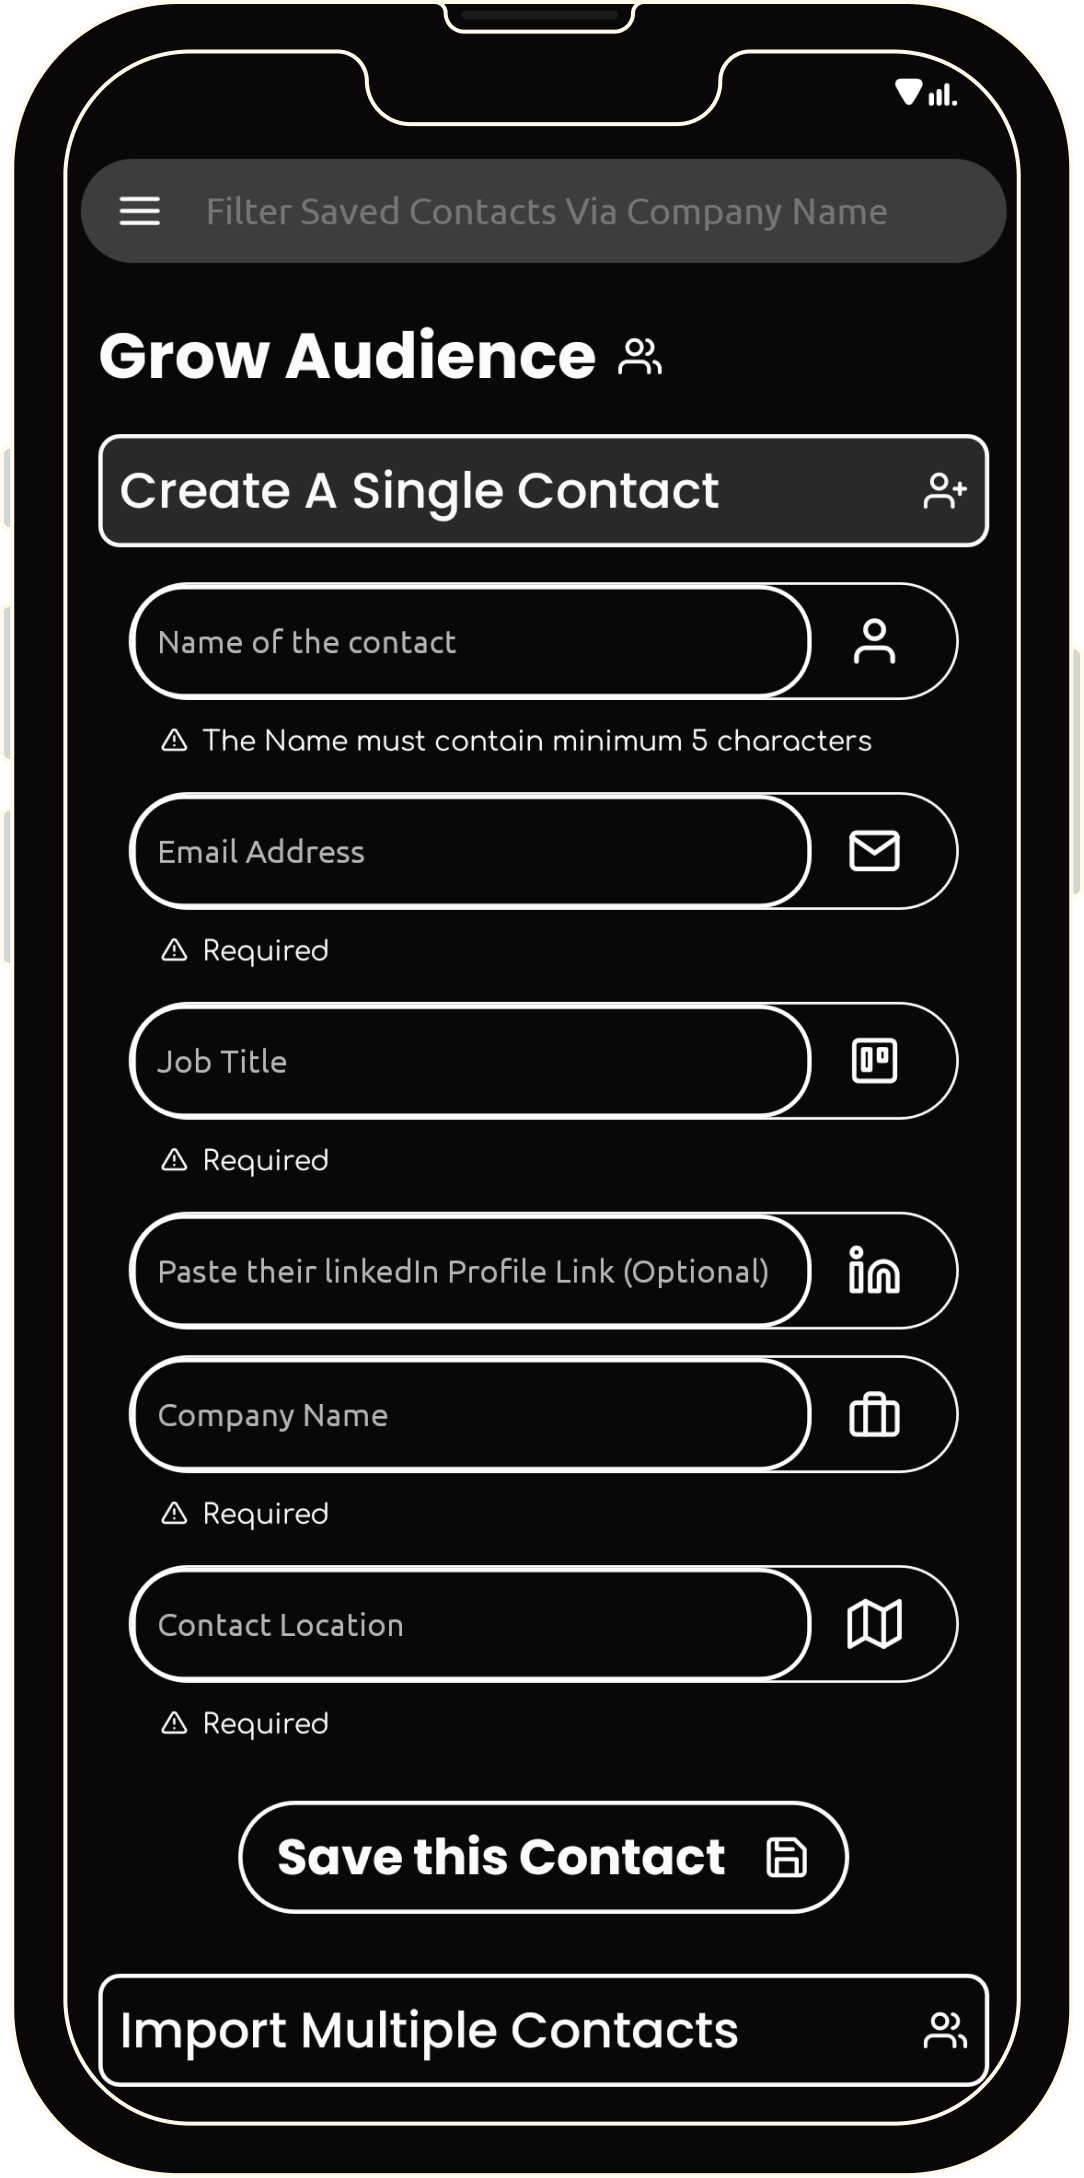 Filter Saved Contacts Via Company Name
Grow Audience
Create A Single Contact
Name of the contact
The Name must contain minimum 5 characters
Email Address
Required
Job Title
Required
Paste their linkedIn Profile Link (Optional)
Company Name
Required
Contact Location
Required
Save this Contact
Import Multiple Contacts